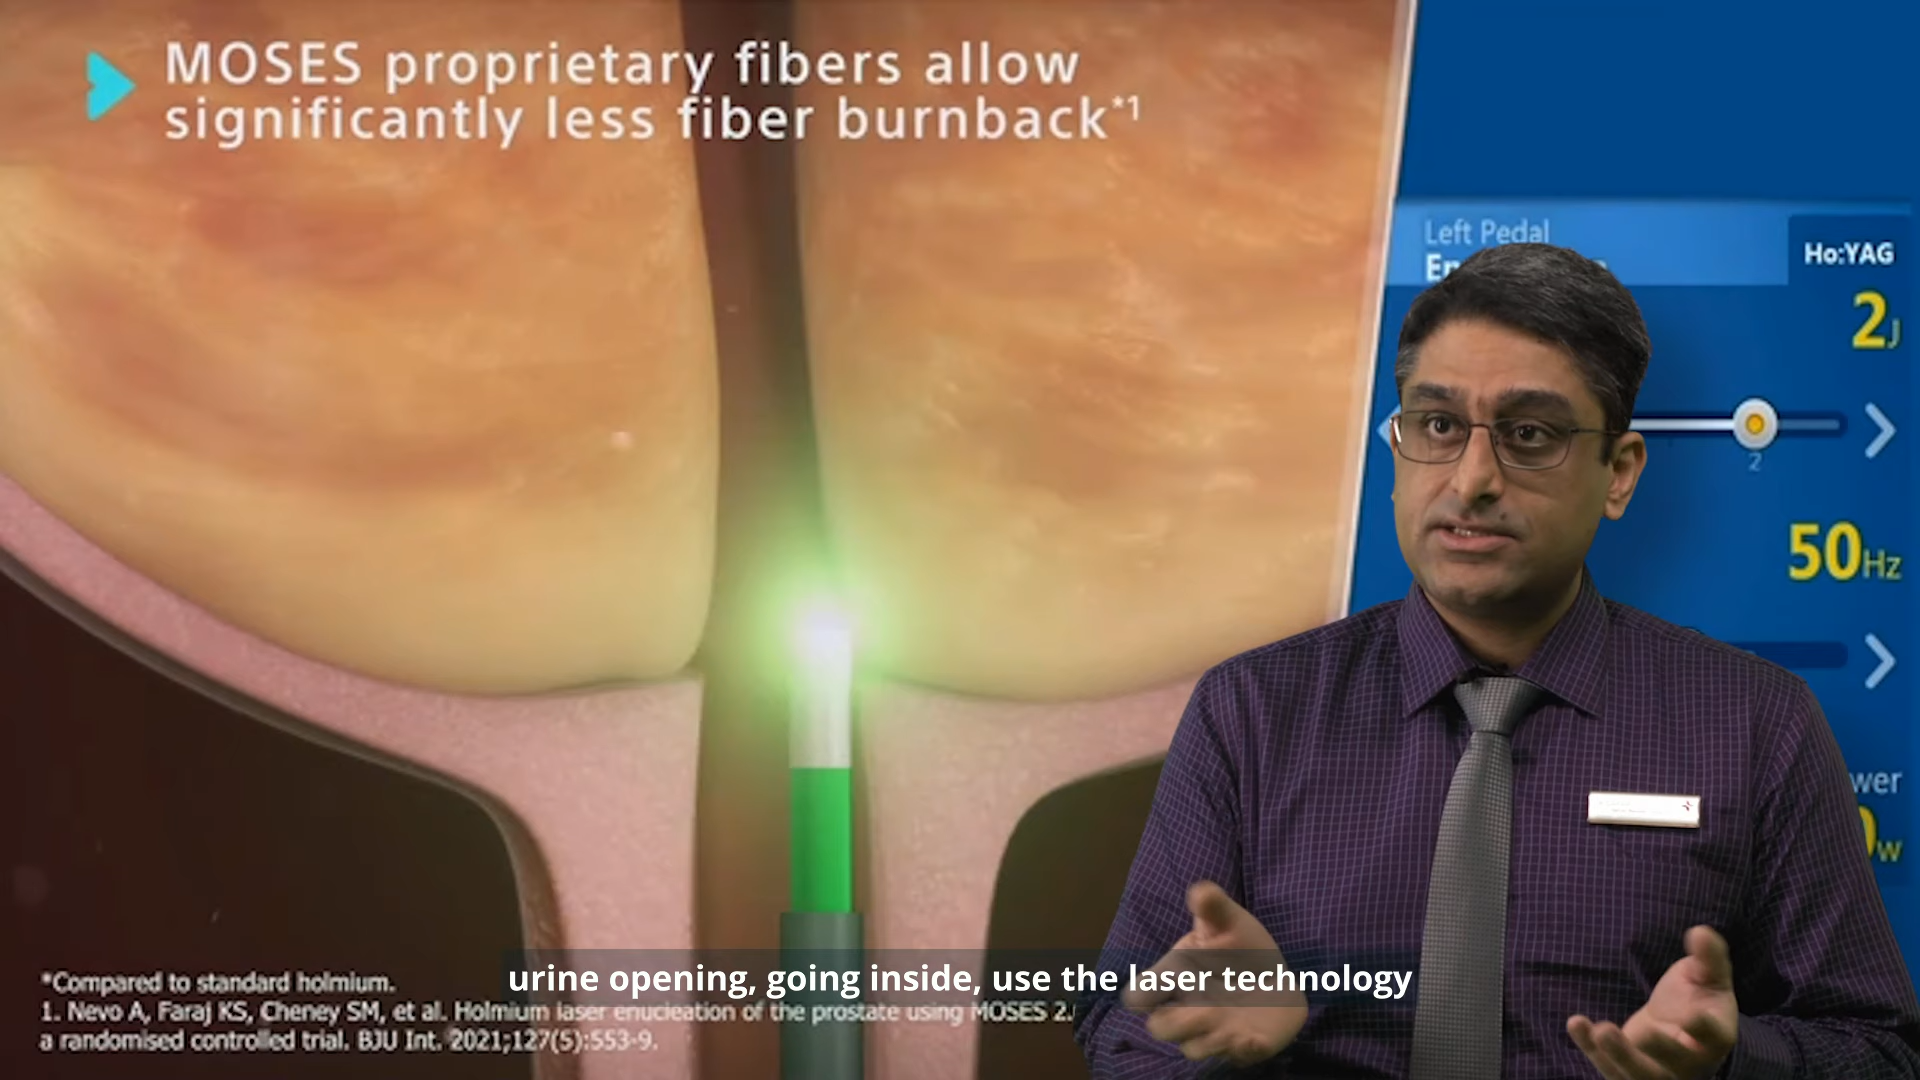 MOSES proprietary fibers allow
significantly less fiber burnback*1
Left Pedal
Ho:YAG
2J
2
50Hz
wer
W
urine opening, going inside, use the laser technology
*Compared to standard holmium.
1. Nevo A, Faraj KS, Cheney SM, et al. Holmium laser enucleation of the prostate using MOSES 2.
a randomised controlled trial. BJU Int. 2021;127(5):553-9.